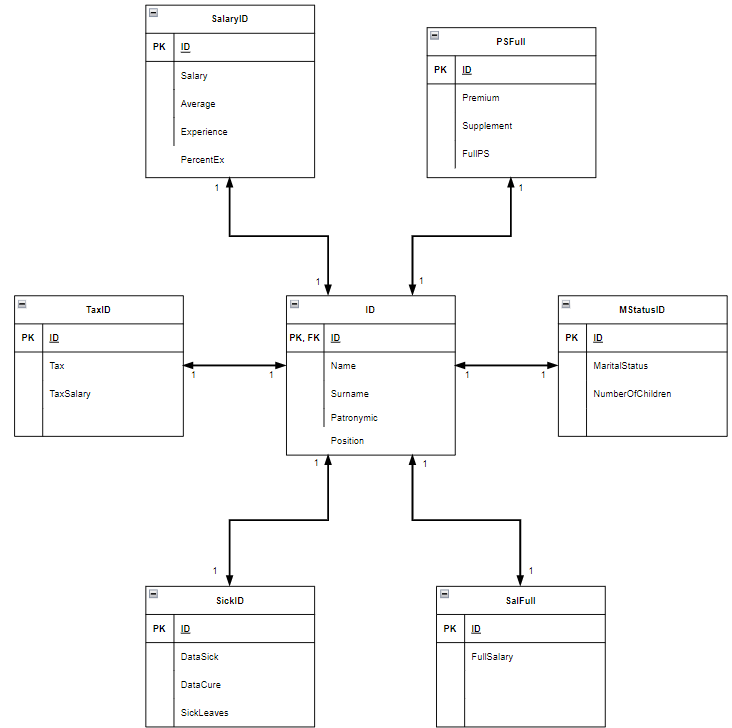 SalaryID
PK ID
Salary
Average
Experience
PercentEx
1
PSFull
PK ID
Premium
Supplement
FullPS
1
1
1
TaxID
PK ID
Tax
TaxSalary
1
1
ID
PK, FK ID
Name
Surname
Patronymic
Position
1
1
MStatusID
PK ID
MaritalStatus
NumberOfChildren
1
1
1
1
SickID
PK ID
DataSick
DataCure
SickLeaves
SalFull
PK ID
FullSalary